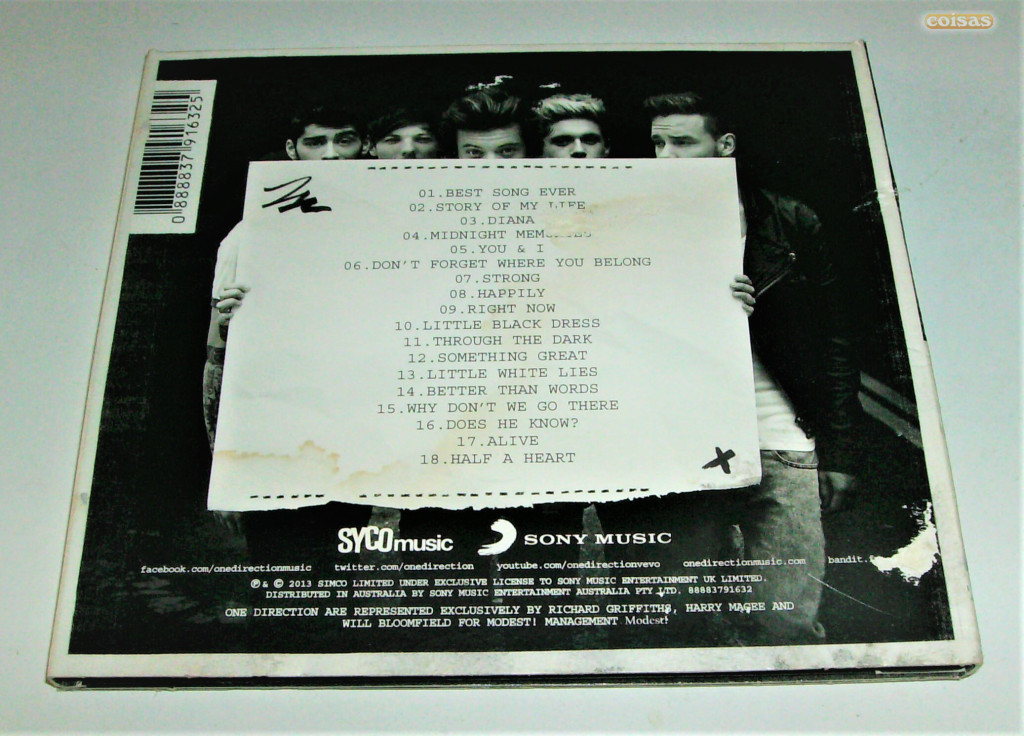 coisas
0 888837 916325
01.BEST SONG EVER
02.STORY OF MY LIFE
03.DIANA
04.MIDNIGHT MEMORIES
05.YOU & I
06.DON'T FORGET WHERE YOU BELONG
07.STRONG
08.HAPPILY
09.RIGHT NOW
10.LITTLE BLACK DRESS
11.THROUGH THE DARK
12.SOMETHING GREAT
13.LITTLE WHITE LIES
14.BETTER THAN WORDS
15.WHY DON'T WE GO THERE
16.DOES HE KNOW?
17.ALIVE
18.HALF A HEART
SYCOmusic SONY MUSIC
facebook.com/onedirectionmusic twitter.com/onedirection youtube.com/onedirectionvevo onedirectionmusic.com
℗ & © 2013 SIMCO LIMITED UNDER EXCLUSIVE LICENSE TO SONY MUSIC ENTERTAINMENT UK LIMITED.
DISTRIBUTED IN AUSTRALIA BY SONY MUSIC ENTERTAINMENT AUSTRALIA PTY LTD. 88883791632
ONE DIRECTION ARE REPRESENTED EXCLUSIVELY BY RICHARD GRIFFITHS, HARRY MAGEE AND
WILL BLOOMFIELD FOR MODEST! MANAGEMENT Modest!